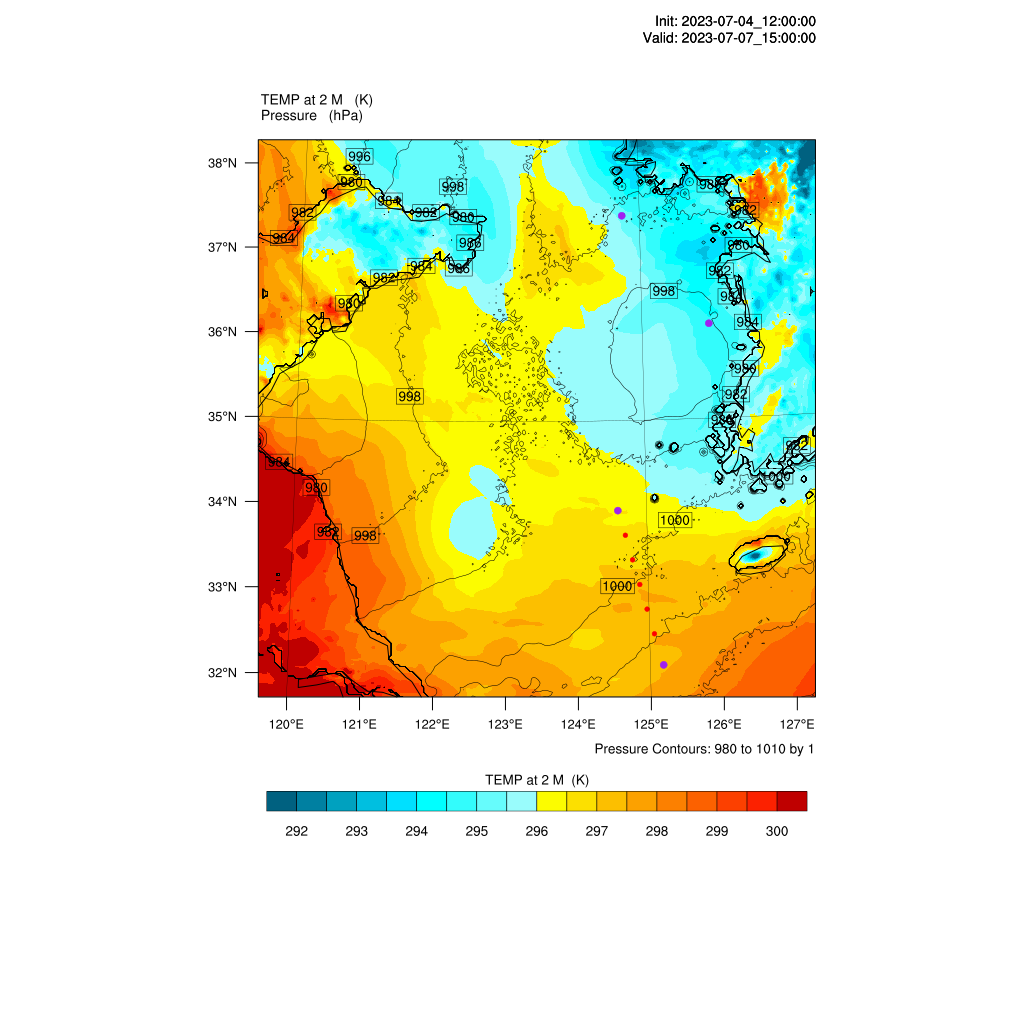 Init: 2023-07-04_12:00:00
Valid: 2023-07-07_15:00:00
TEMP at 2 M (K)
Pressure (hPa)
38°N
37°N
36°N
35°N
34°N
33°N
32°N
996
980
998
984
982
982
980
984
986
984
986
982
980
998
998
984
980
982
998
1000
1000
982
980
982
984
980
982
120°E 121°E 122°E 123°E 124°E 125°E 126°E 127°E
Pressure Contours: 980 to 1010 by 1
TEMP at 2 M (K)
292 293 294 295 296 297 298 299 300